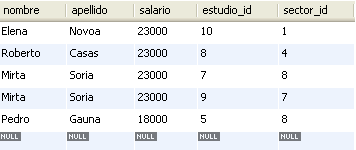 nombre apellido salario estudio_id sector_id
Elena Novoa 23000 10 1
Roberto Casas 23000 8 4
Mirta Soria 23000 7 8
Mirta Soria 23000 9 7
Pedro Gauna 18000 5 8
NULL NULL NULL NULL NULL